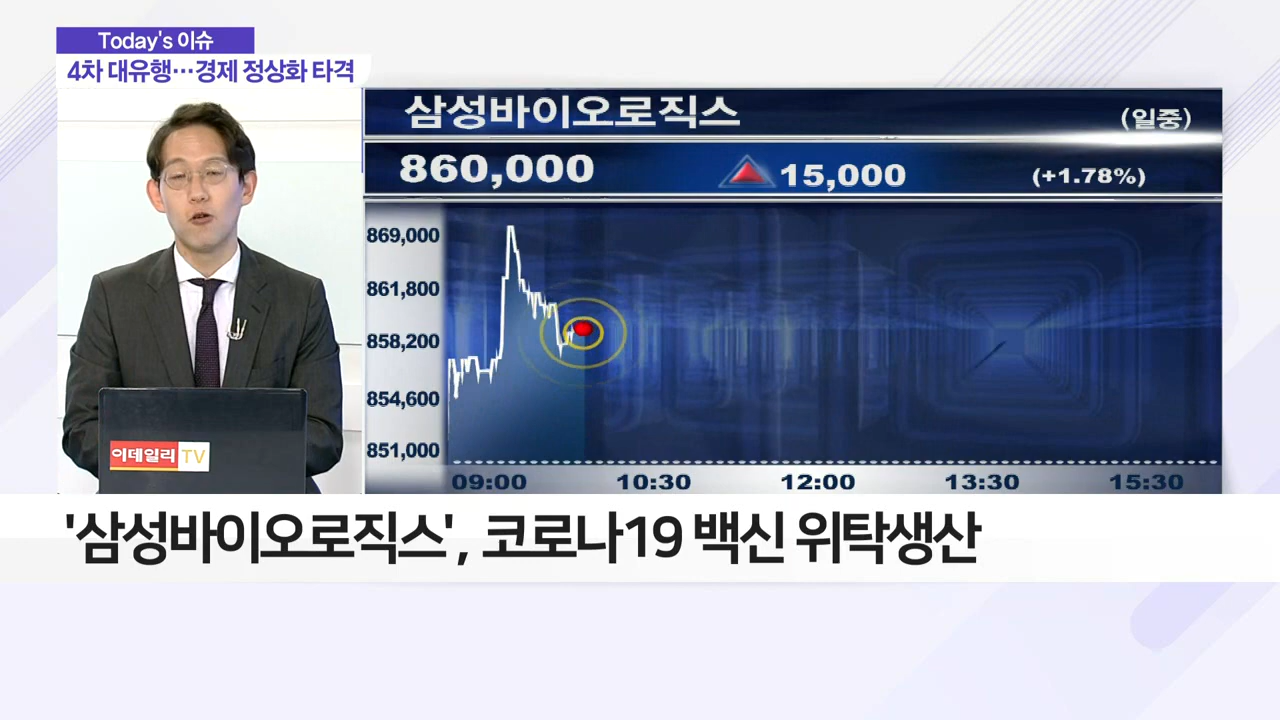 Today's 이슈
4차 대유행…경제 정상화 타격
삼성바이오로직스 (일중)
860,000 15,000 (+1.78%)
869,000
861,800
858,200
854,600
851,000
09:00 10:30 12:00 13:30 15:30
이데일리 TV
'삼성바이오로직스', 코로나19 백신 위탁생산